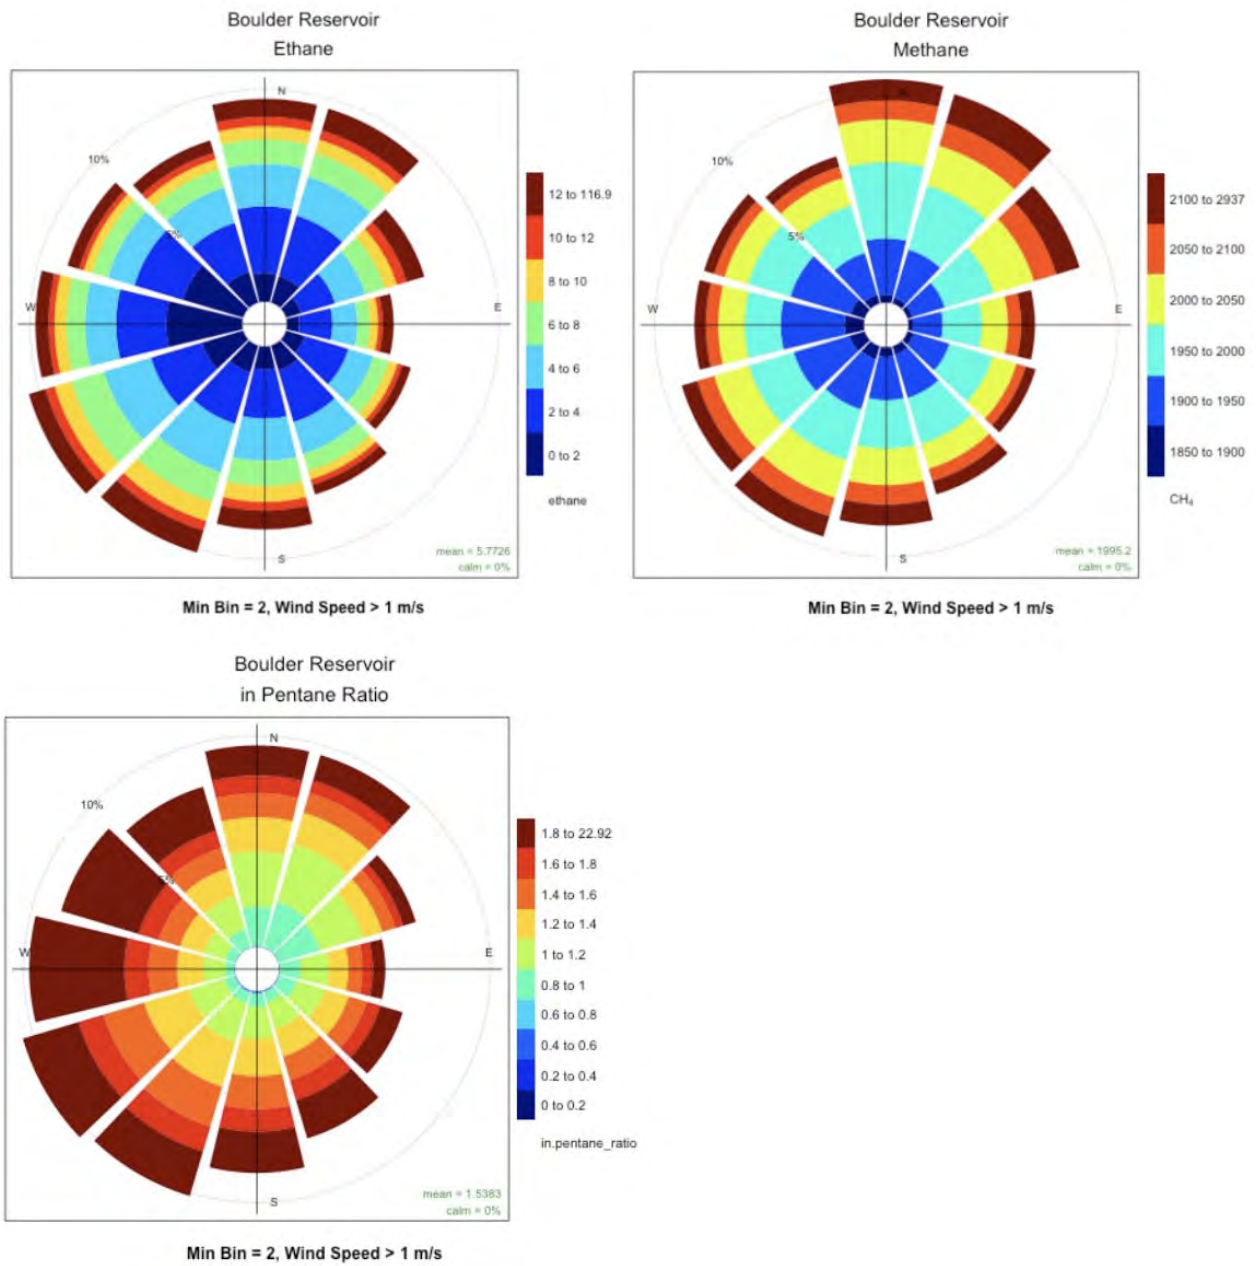 Boulder Reservoir
Ethane
N
10%
5%
W
E
S
12 to 116.9
10 to 12
8 to 10
6 to 8
4 to 6
2 to 4
0 to 2
ethane
mean = 5.7726
calm = 0%
Min Bin = 2, Wind Speed > 1 m/s
Boulder Reservoir
Methane
N
10%
5%
W
E
S
2100 to 2937
2050 to 2100
2000 to 2050
1950 to 2000
1900 to 1950
1850 to 1900
CH₄
mean = 1995.2
calm = 0%
Min Bin = 2, Wind Speed > 1 m/s
Boulder Reservoir
in Pentane Ratio
N
10%
5%
W
E
S
1.8 to 22.92
1.6 to 1.8
1.4 to 1.6
1.2 to 1.4
1 to 1.2
0.8 to 1
0.6 to 0.8
0.4 to 0.6
0.2 to 0.4
0 to 0.2
in.pentane_ratio
mean = 1.5363
calm = 0%
Min Bin = 2, Wind Speed > 1 m/s